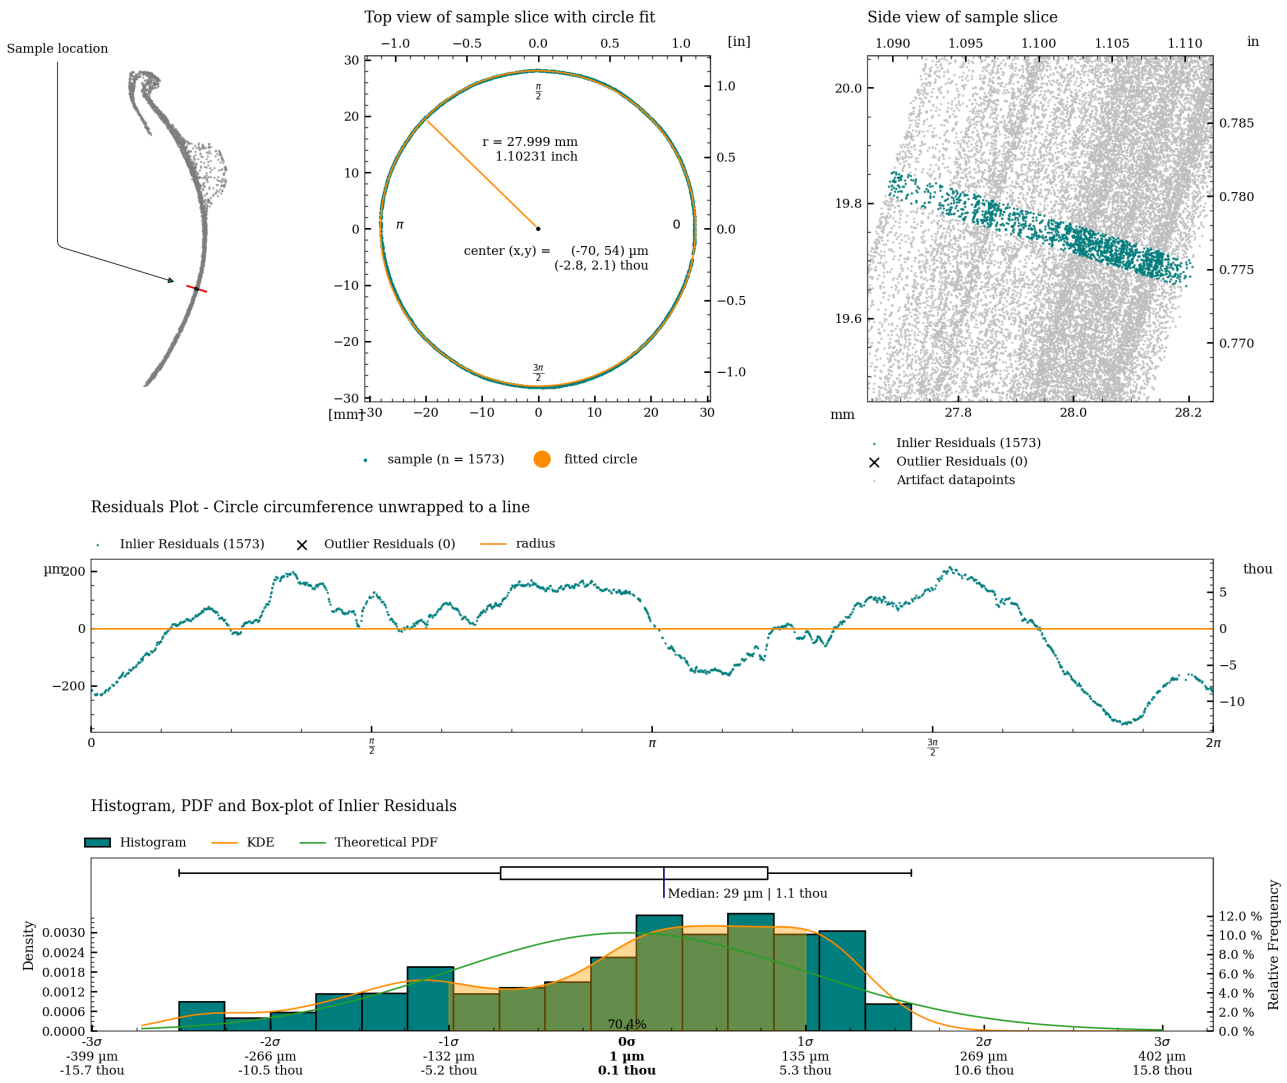 Sample location
Top view of sample slice with circle fit
−1.0 −0.5 0.0 0.5 1.0 [in]
30
20
10
0
−10
−20
−30
1.0
0.5
0.0
−0.5
−1.0
π/2
r = 27.999 mm
1.10231 inch
π
0
center (x,y) = (-70, 54) µm
(-2.8, 2.1) thou
3π/2
[mm] −30 −20 −10 0 10 20 30
sample (n = 1573) fitted circle
Side view of sample slice
1.090 1.095 1.100 1.105 1.110 in
20.0
19.8
19.6
0.785
0.780
0.775
0.770
mm 27.8 28.0 28.2
Inlier Residuals (1573)
Outlier Residuals (0)
Artifact datapoints
Residuals Plot - Circle circumference unwrapped to a line
Inlier Residuals (1573) Outlier Residuals (0) radius
µm thou
200
0
−200
5
0
−5
−10
0 π/2 π 3π/2 2π
Histogram, PDF and Box-plot of Inlier Residuals
Histogram KDE Theoretical PDF
Median: 29 µm | 1.1 thou
Density
0.0030
0.0024
0.0018
0.0012
0.0006
0.0000
Relative Frequency
12.0 %
10.0 %
8.0 %
6.0 %
4.0 %
2.0 %
0.0 %
70.4%
-3σ -2σ -1σ 0σ 1σ 2σ 3σ
-399 µm -266 µm -132 µm 1 µm 135 µm 269 µm 402 µm
-15.7 thou -10.5 thou -5.2 thou 0.1 thou 5.3 thou 10.6 thou 15.8 thou